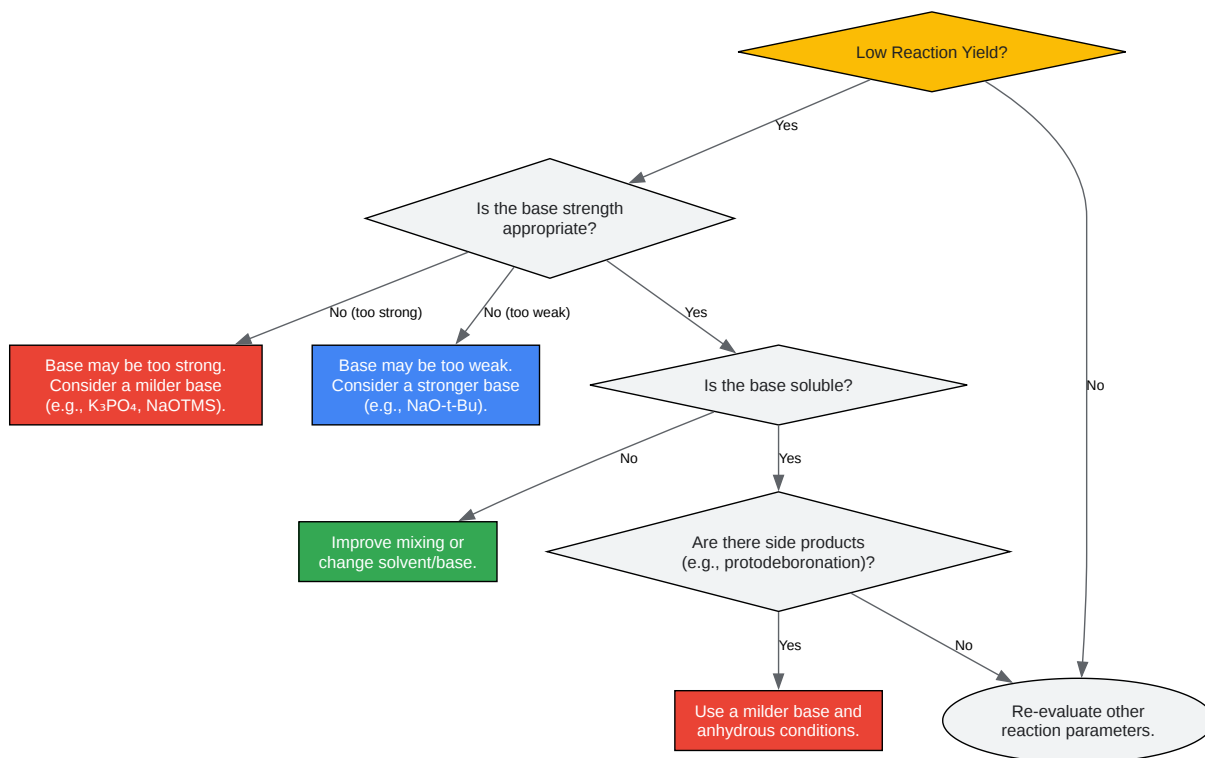 Low Reaction Yield?
Yes
Is the base strength
appropriate?
No (too strong)
No (too weak)
Yes
Base may be too strong.
Consider a milder base
(e.g., K₃PO₄, NaOTMS).
Base may be too weak.
Consider a stronger base
(e.g., NaO-t-Bu).
Is the base soluble?
No
No
Yes
Improve mixing or
change solvent/base.
Are there side products
(e.g., protodeboronation)?
Yes
No
Use a milder base and
anhydrous conditions.
Re-evaluate other
reaction parameters.